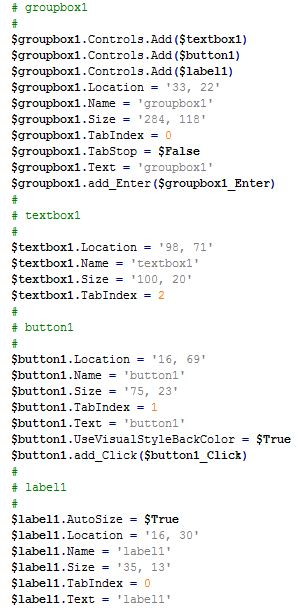 # groupbox1
#
$groupbox1.Controls.Add($textbox1)
$groupbox1.Controls.Add($button1)
$groupbox1.Controls.Add($label1)
$groupbox1.Location = '33, 22'
$groupbox1.Name = 'groupbox1'
$groupbox1.Size = '284, 118'
$groupbox1.TabIndex = 0
$groupbox1.TabStop = $False
$groupbox1.Text = 'groupbox1'
$groupbox1.add_Enter($groupbox1_Enter)
#
# textbox1
#
$textbox1.Location = '98, 71'
$textbox1.Name = 'textbox1'
$textbox1.Size = '100, 20'
$textbox1.TabIndex = 2
#
# button1
#
$button1.Location = '16, 69'
$button1.Name = 'button1'
$button1.Size = '75, 23'
$button1.TabIndex = 1
$button1.Text = 'button1'
$button1.UseVisualStyleBackColor = $True
$button1.add_Click($button1_Click)
#
# label1
#
$label1.AutoSize = $True
$label1.Location = '16, 30'
$label1.Name = 'label1'
$label1.Size = '35, 13'
$label1.TabIndex = 0
$label1.Text = 'label1'